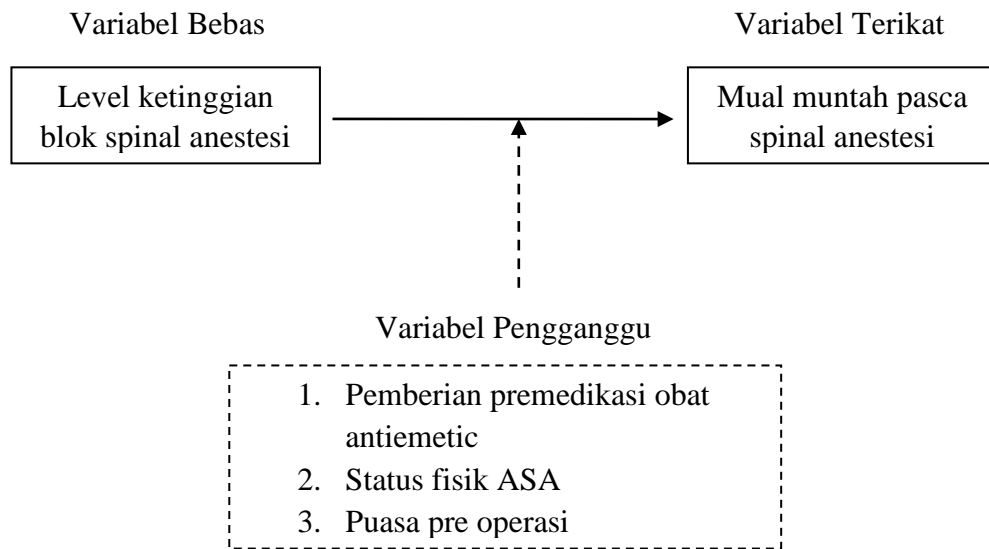 Variabel Bebas
Variabel Terikat
Level ketinggian
blok spinal anestesi
Mual muntah pasca
spinal anestesi
Variabel Pengganggu
1. Pemberian premedikasi obat
antiemetic
2. Status fisik ASA
3. Puasa pre operasi